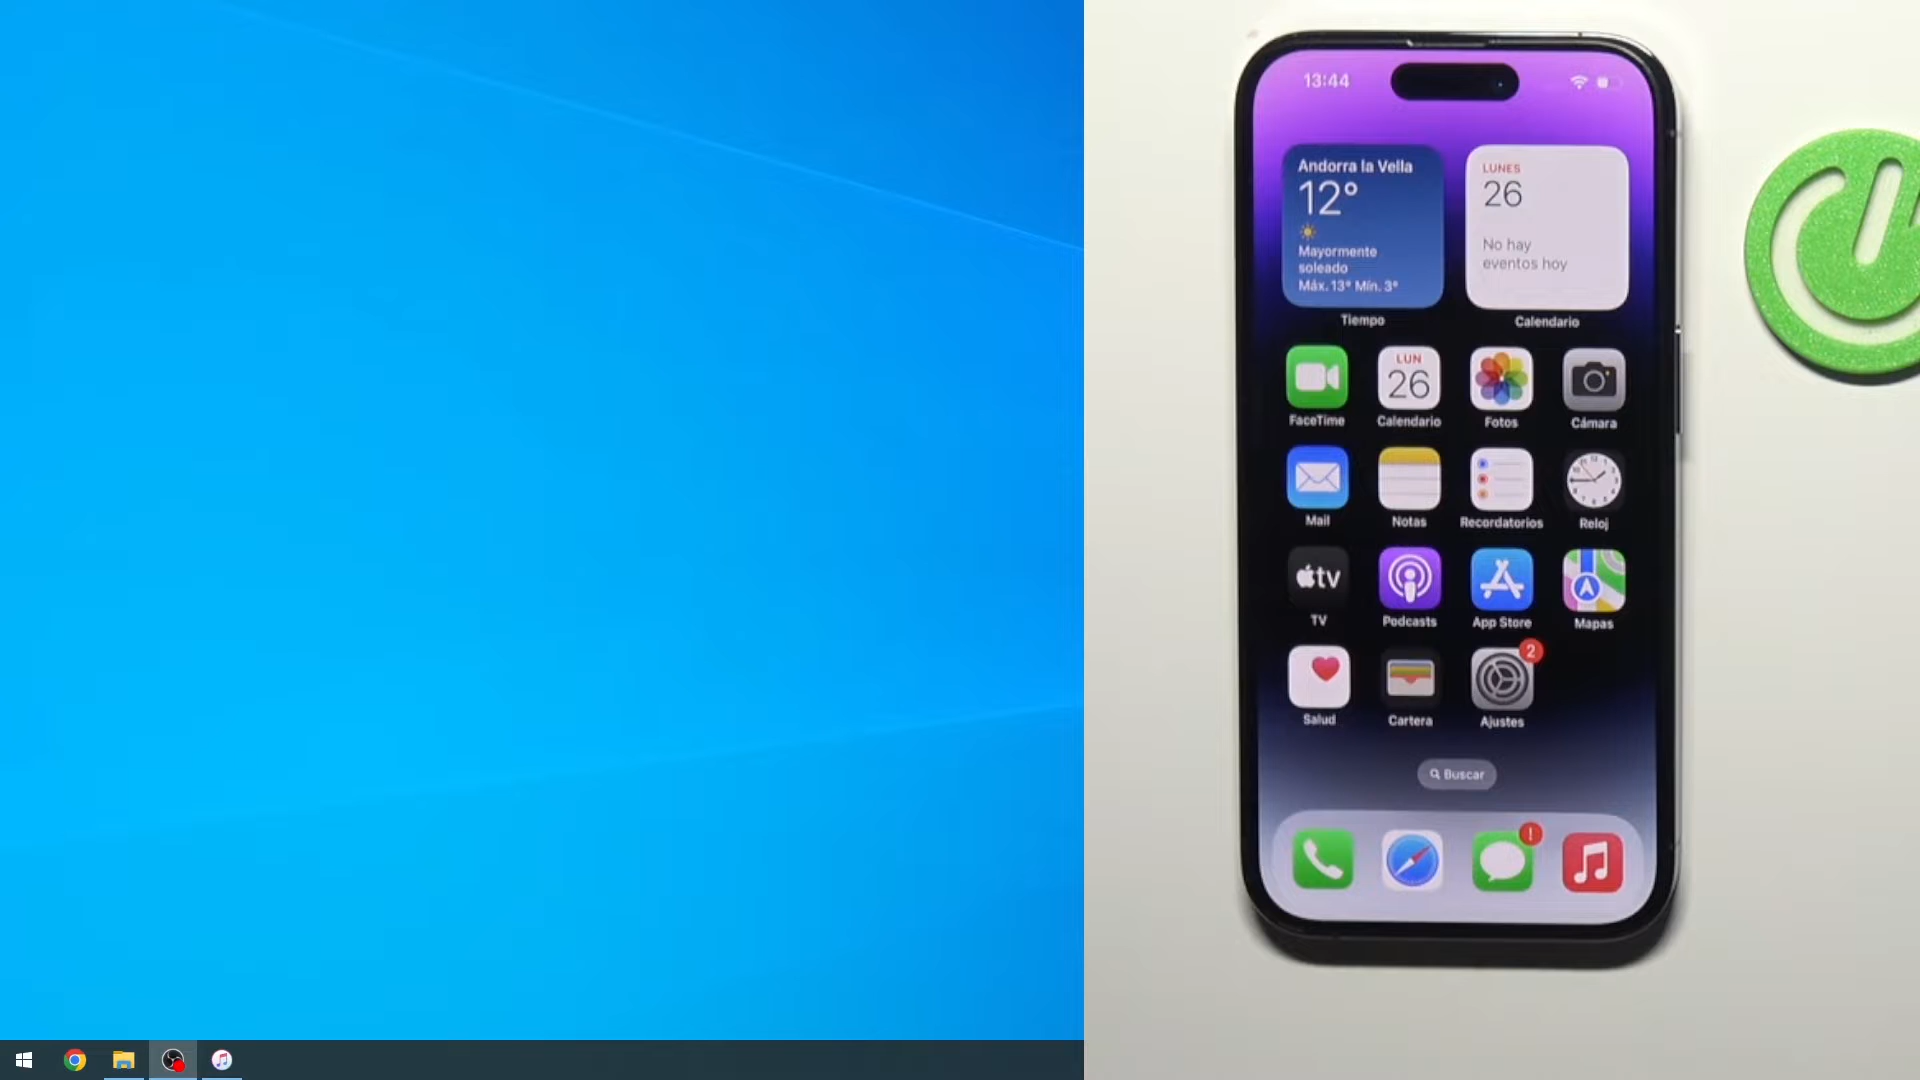 13:44
Andorra la Vella
12°
Mayormente
soleado
Máx. 13° Mín. 3°
Tiempo
LUNES
26
No hay
eventos hoy
Calendario
FaceTime
LUN
26
Calendario
Fotos
Cámara
Mail
Notas
Recordatorios
Reloj
tv
TV
Podcasts
App Store
Mapas
Salud
Cartera
2
Ajustes
Buscar
!